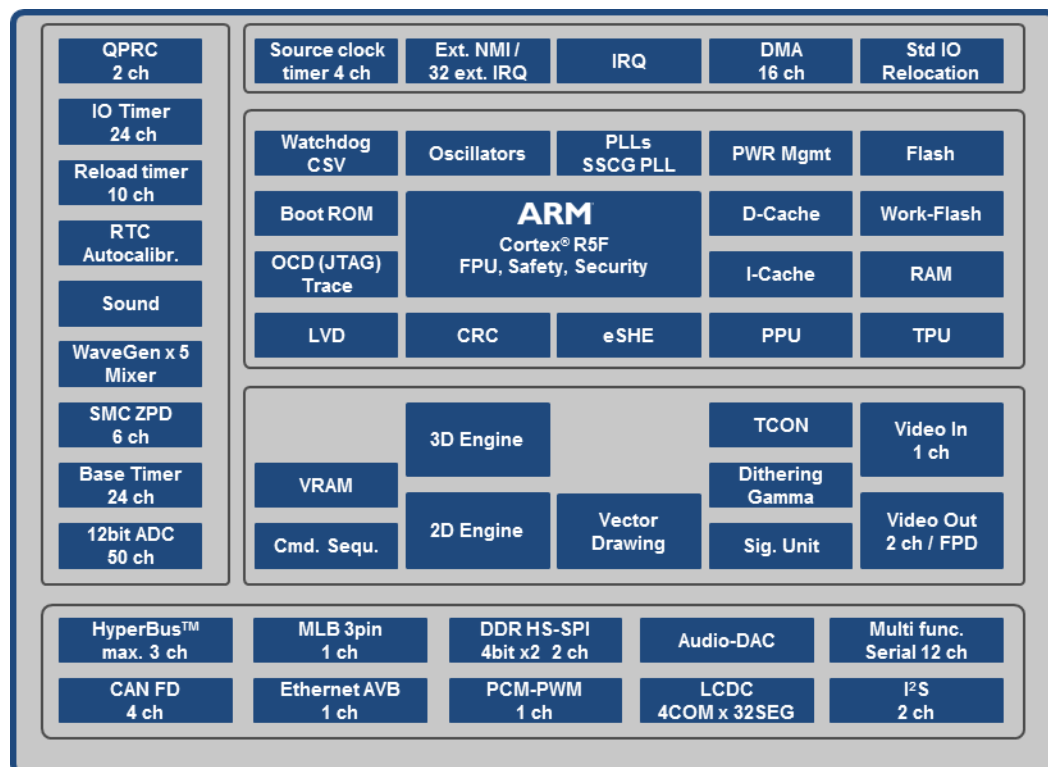 QPRC
2 ch
IO Timer
24 ch
Reload timer
10 ch
RTC
Autocalibr.
Sound
WaveGen x 5
Mixer
SMC ZPD
6 ch
Base Timer
24 ch
12bit ADC
50 ch
Source clock
timer 4 ch
Ext. NMI /
32 ext. IRQ
IRQ
DMA
16 ch
Std IO
Relocation
Watchdog
CSV
Oscillators
PLLs
SSCG PLL
PWR Mgmt
Flash
Boot ROM
ARM
Cortex® R5F
FPU, Safety, Security
D-Cache
Work-Flash
OCD (JTAG)
Trace
I-Cache
RAM
LVD
CRC
eSHE
PPU
TPU
3D Engine
TCON
Video In
1 ch
VRAM
Dithering
Gamma
Cmd. Sequ.
2D Engine
Vector
Drawing
Sig. Unit
Video Out
2 ch / FPD
HyperBus™
max. 3 ch
MLB 3pin
1 ch
DDR HS-SPI
4bit x2 2 ch
Audio-DAC
Multi func.
Serial 12 ch
CAN FD
4 ch
Ethernet AVB
1 ch
PCM-PWM
1 ch
LCDC
4COM x 32SEG
I²S
2 ch